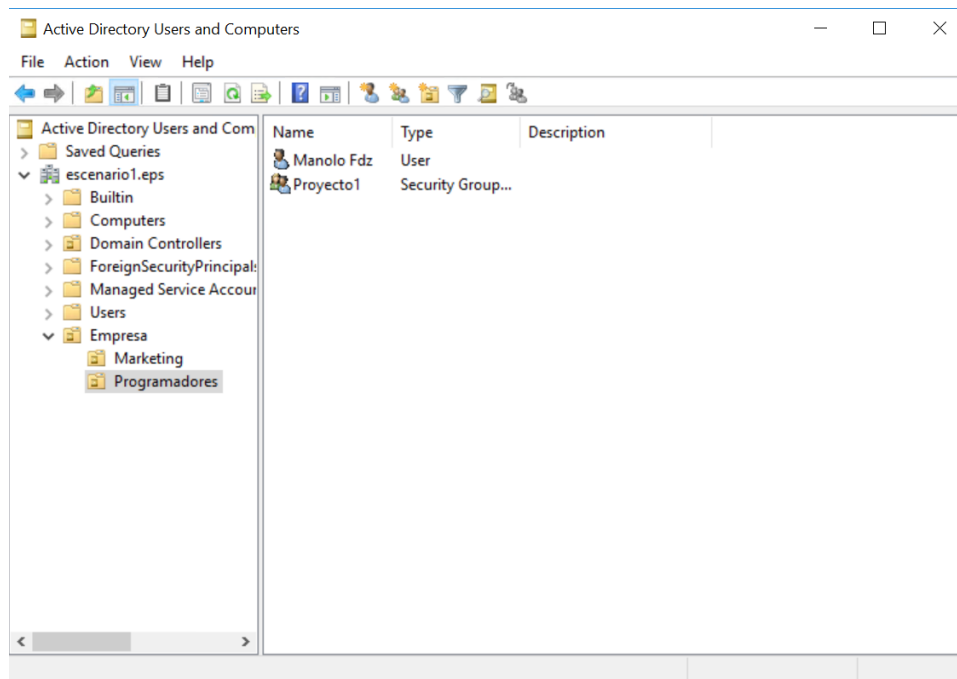 Active Directory Users and Computers
File Action View Help
Active Directory Users and Com
Saved Queries
escenario1.eps
Builtin
Computers
Domain Controllers
ForeignSecurityPrincipals
Managed Service Accour
Users
Empresa
Marketing
Programadores
Name Type Description
Manolo Fdz User
Proyecto1 Security Group...